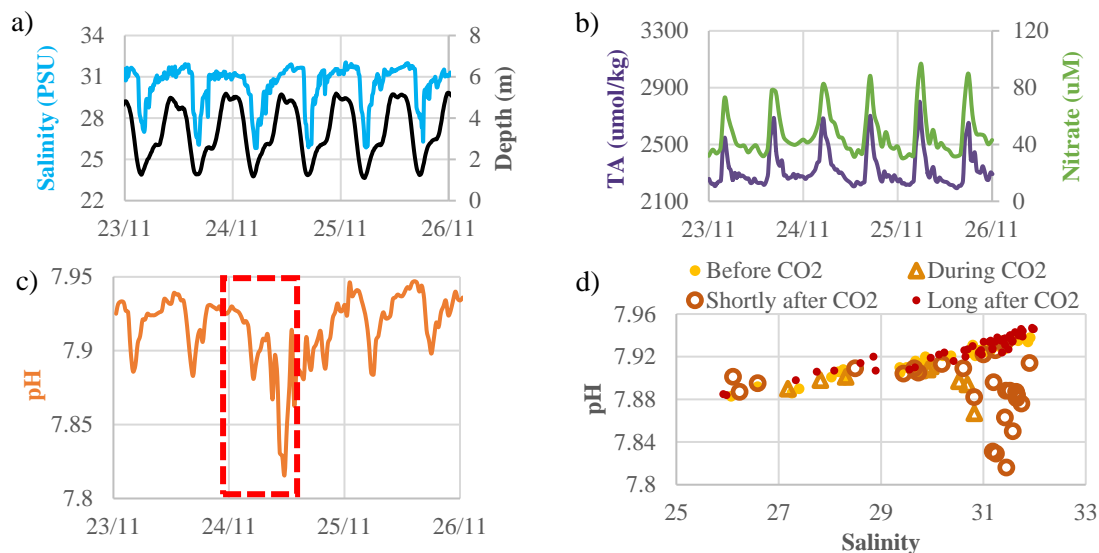 a)
34
31
28
25
22
Salinity (PSU)
8
6
4
2
0
Depth (m)
23/11
24/11
25/11
26/11
b)
3300
2900
2500
2100
TA (umol/kg)
120
80
40
0
Nitrate (uM)
23/11
24/11
25/11
26/11
c)
7.95
7.9
7.85
7.8
pH
23/11
24/11
25/11
26/11
d)
Before CO2
During CO2
Shortly after CO2
Long after CO2
7.96
7.92
7.88
7.84
7.8
pH
25
27
29
31
33
Salinity